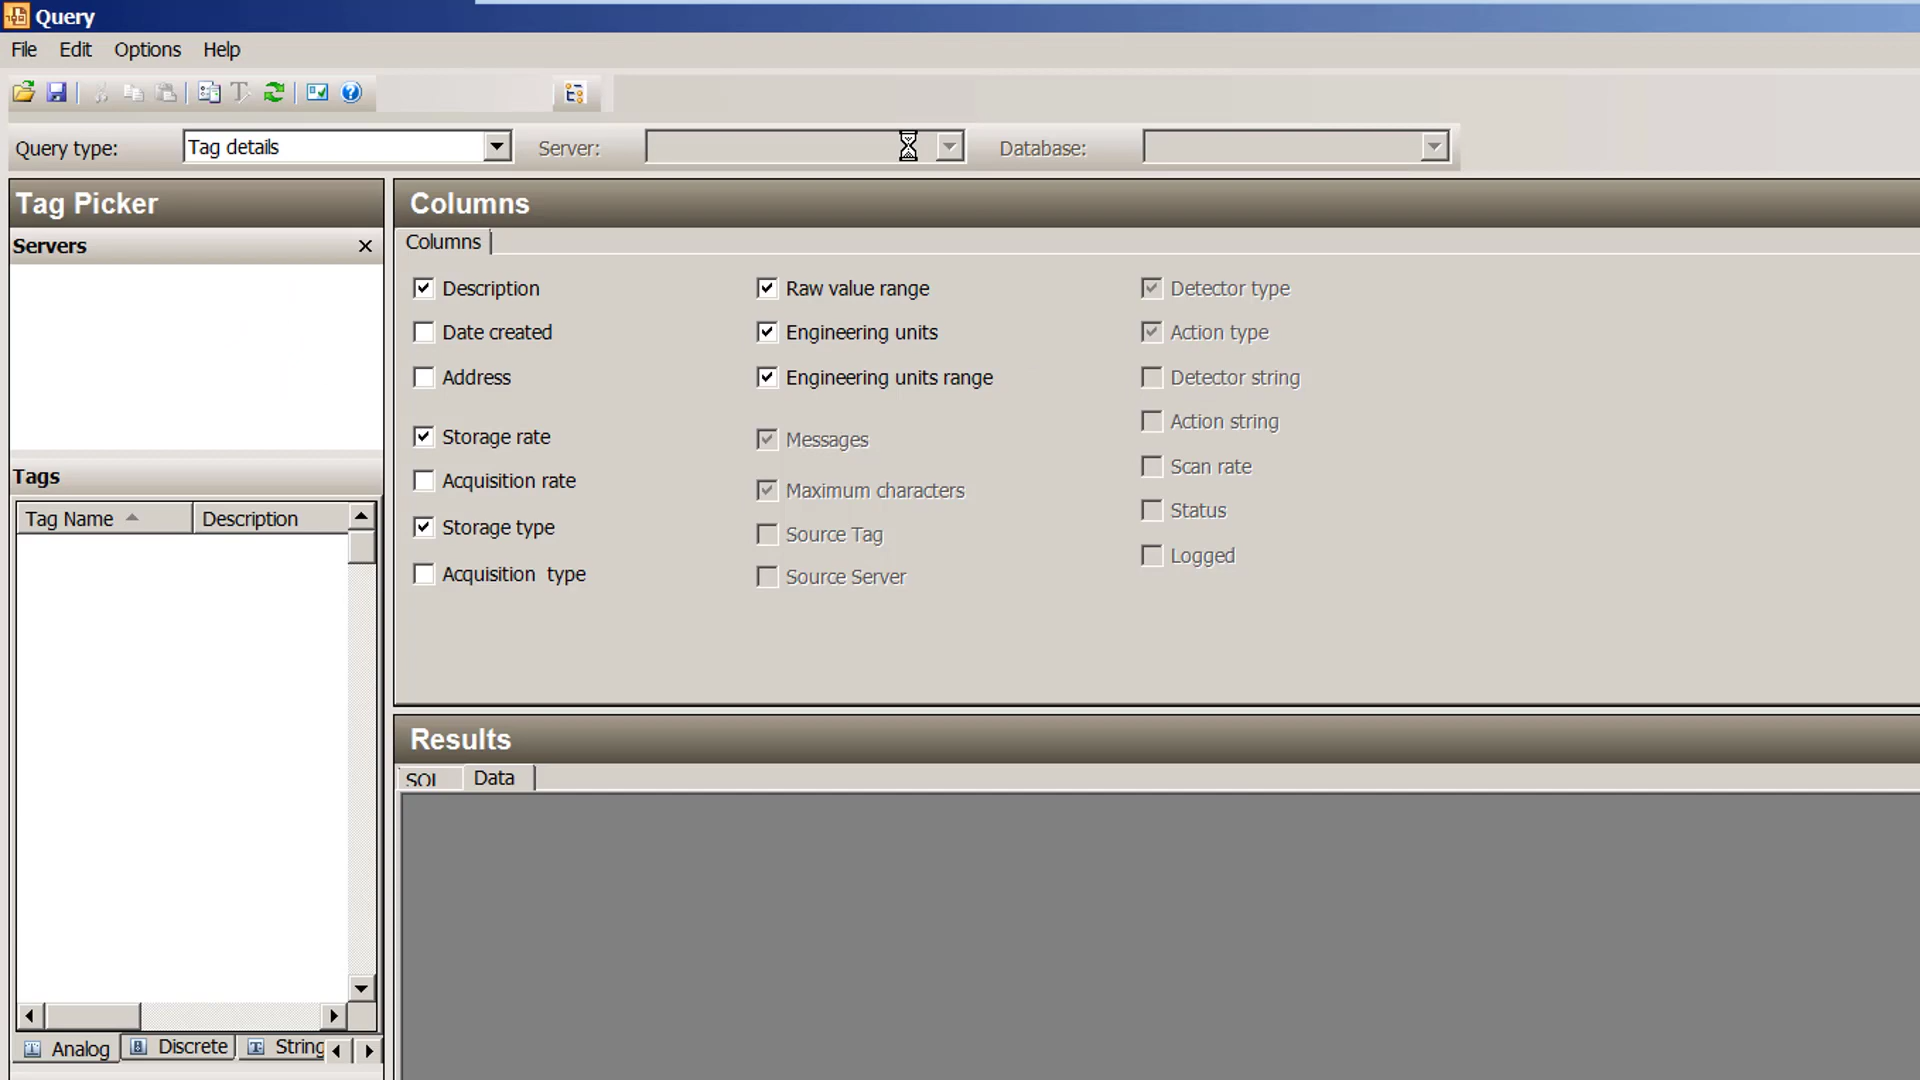 Query
File Edit Options Help
Query type: Tag details Server: Database:
Tag Picker
Servers
Tags
Tag Name Description
Analog Discrete String
Columns
Columns
Description Raw value range Detector type
Date created Engineering units Action type
Address Engineering units range Detector string
Storage rate Messages Action string
Acquisition rate Maximum characters Scan rate
Storage type Source Tag Status
Acquisition type Source Server Logged
Results
SQL Data